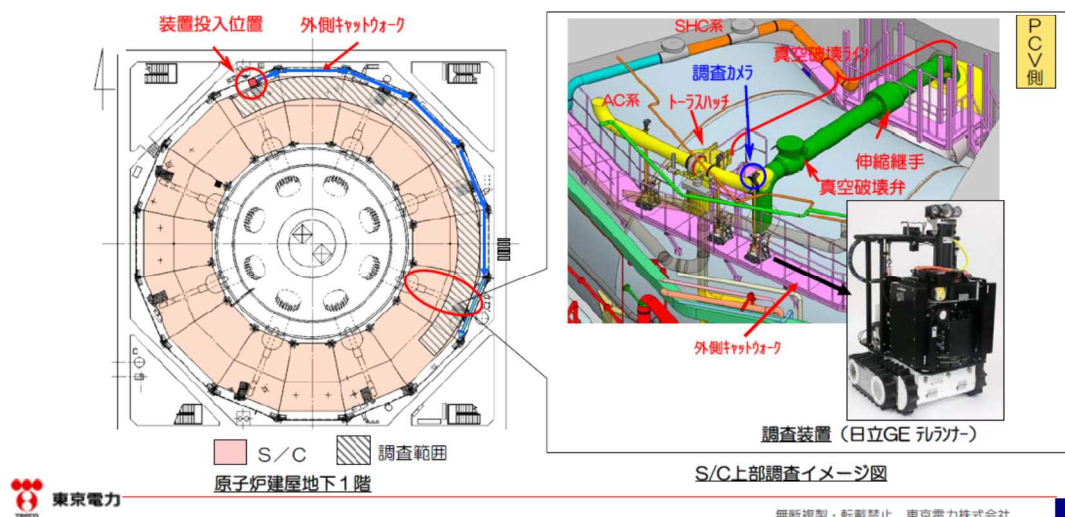 装置投入位置
外側キャットウォーク
S/C
調査範囲
原子炉建屋地下1階
PCV側
SHC系
真空破壊ライン
調査カメラ
AC系
トーラスハッチ
伸縮継手
真空破壊弁
外側キャットウォーク
調査装置(日立GE テレランナー)
S/C上部調査イメージ図
東京電力
TEPCO
無断複製・転載禁止 東京電力株式会社